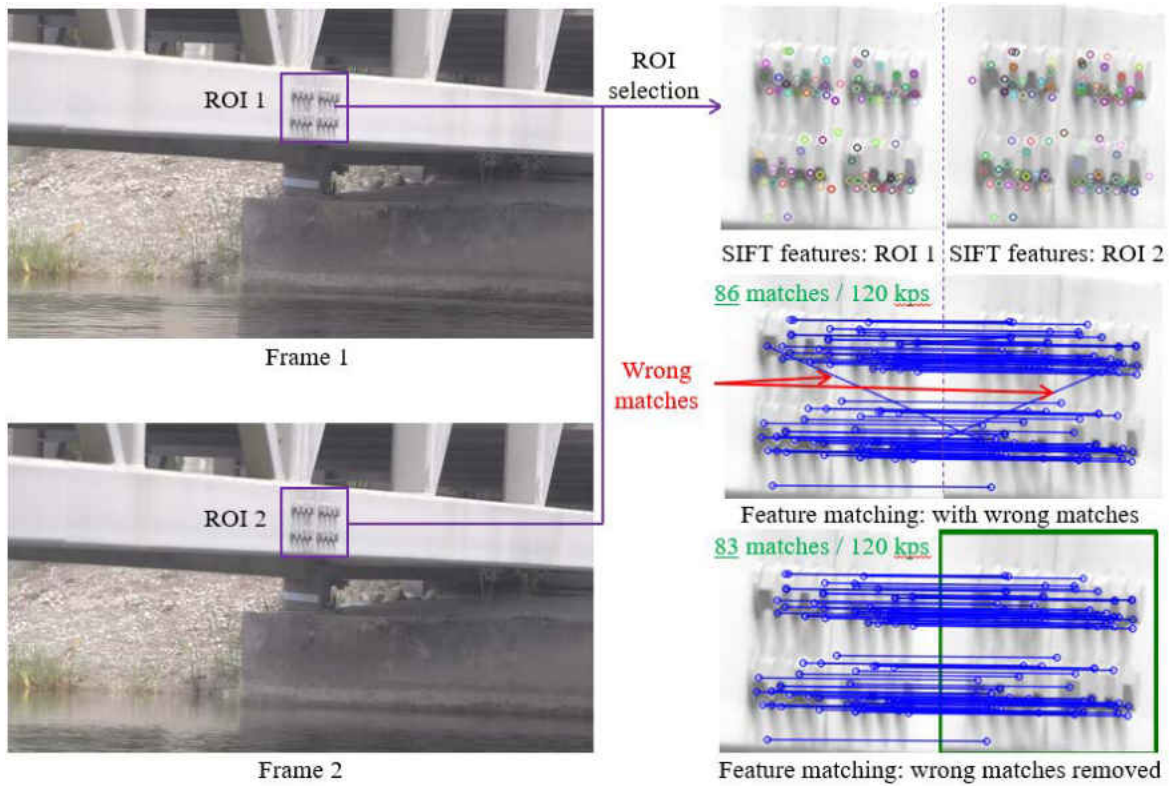 ROI 1
Frame 1
ROI
selection
SIFT features: ROI 1
SIFT features: ROI 2
86 matches / 120 kps
Wrong
matches
Feature matching: with wrong matches
ROI 2
Frame 2
83 matches / 120 kps
Feature matching: wrong matches removed